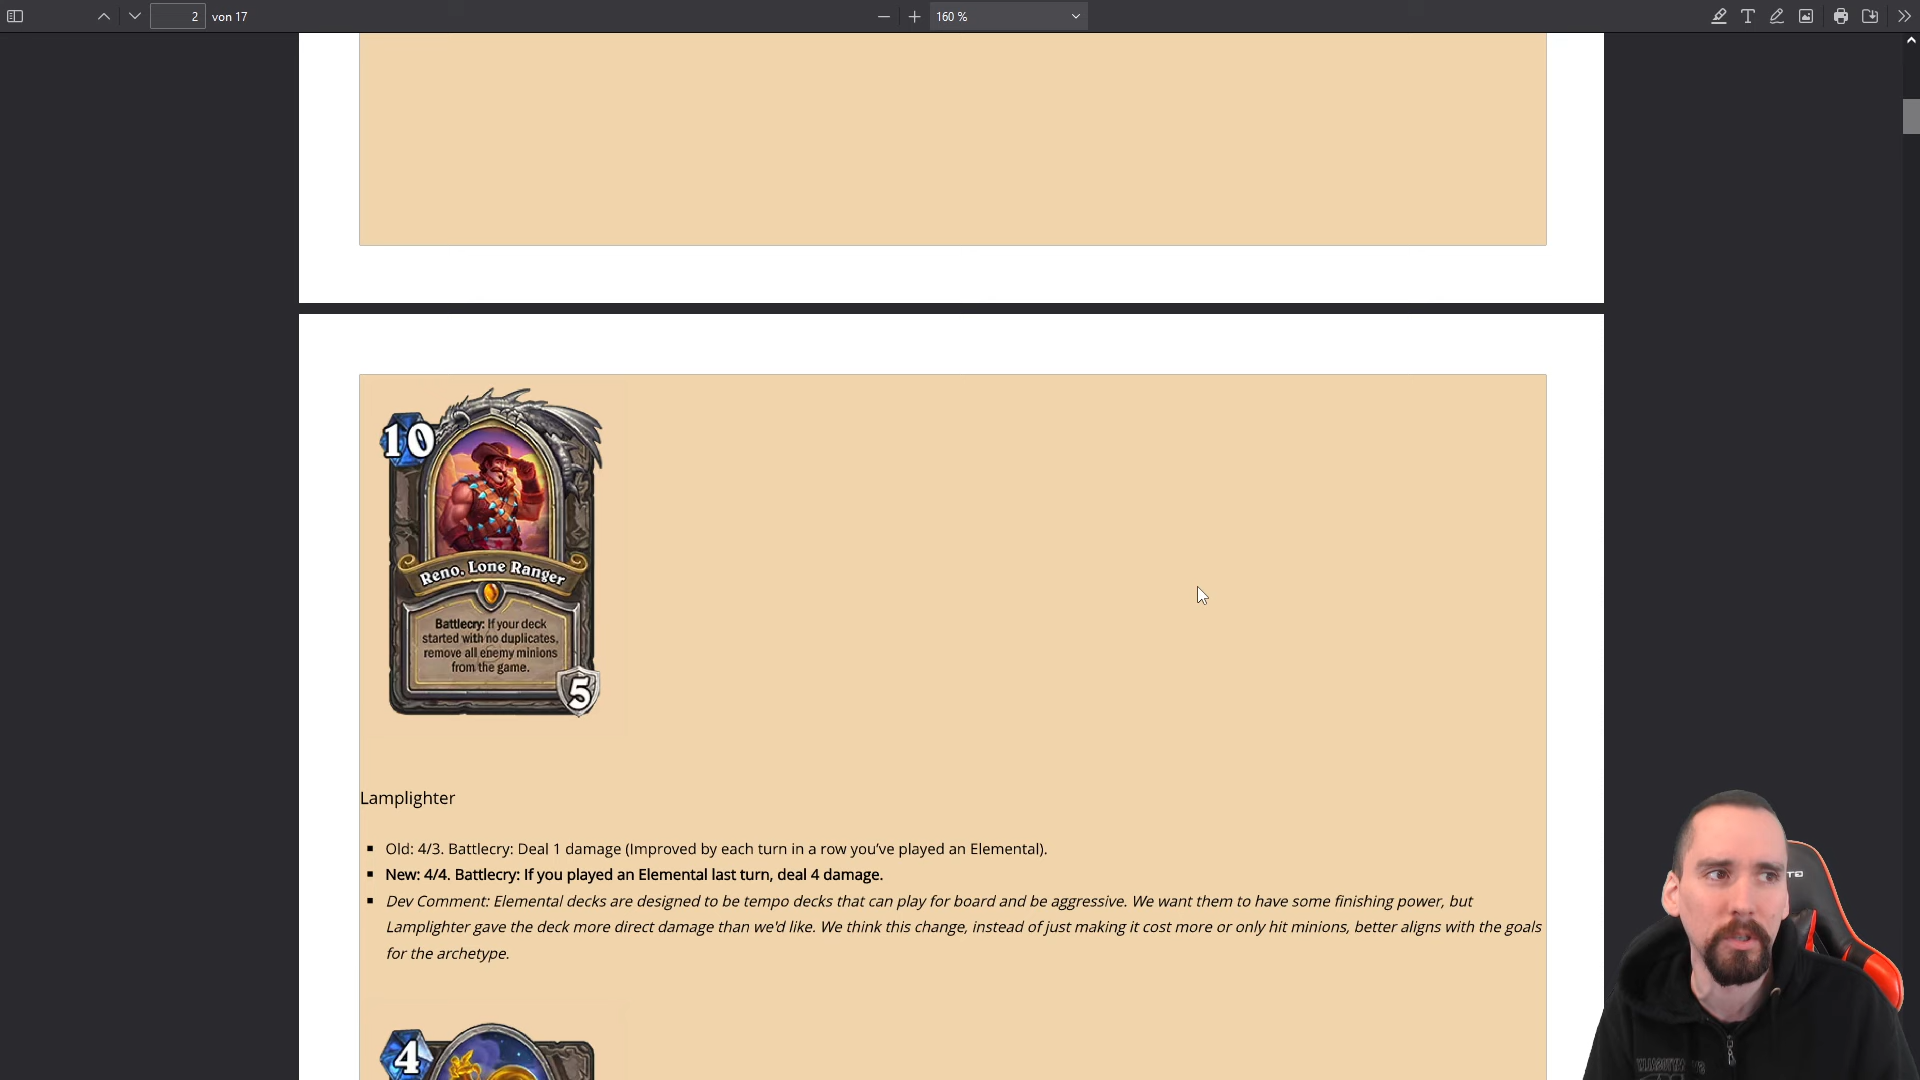 2 von 17 160 %
10
Reno, Lone Ranger
Battlecry: If your deck
started with no duplicates,
remove all enemy minions
from the game.
5
Lamplighter
Old: 4/3. Battlecry: Deal 1 damage (Improved by each turn in a row you've played an Elemental).
New: 4/4. Battlecry: If you played an Elemental last turn, deal 4 damage.
Dev Comment: Elemental decks are designed to be tempo decks that can play for board and be aggressive. We want them to have some finishing power, but
Lamplighter gave the deck more direct damage than we'd like. We think this change, instead of just making it cost more or only hit minions, better aligns with the goals
for the archetype.
4